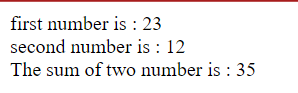 first number is : 23
second number is : 12
The sum of two number is : 35